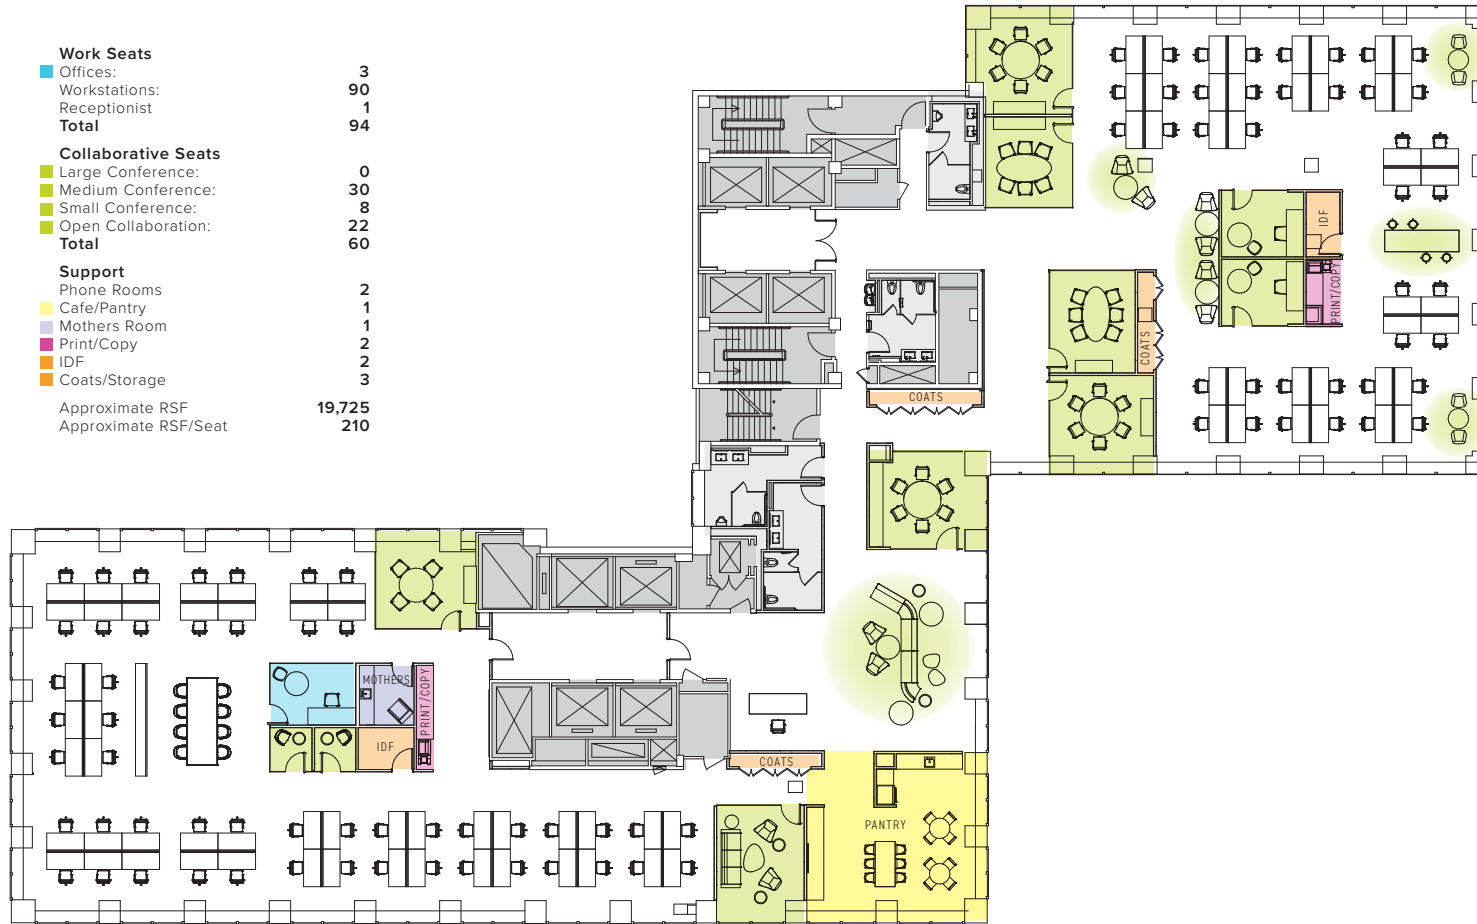 Work Seats
Offices: 3
Workstations: 90
Receptionist 1
Total 94
Collaborative Seats
Large Conference: 0
Medium Conference: 30
Small Conference: 8
Open Collaboration: 22
Total 60
Support
Phone Rooms 2
Cafe/Pantry 1
Mothers Room 1
Print/Copy 2
IDF 2
Coats/Storage 3
Approximate RSF 19,725
Approximate RSF/Seat 210
IDF
PRINT/COPY
COATS
COATS
MOTHERS
PRINT/COPY
IDF
COATS
PANTRY